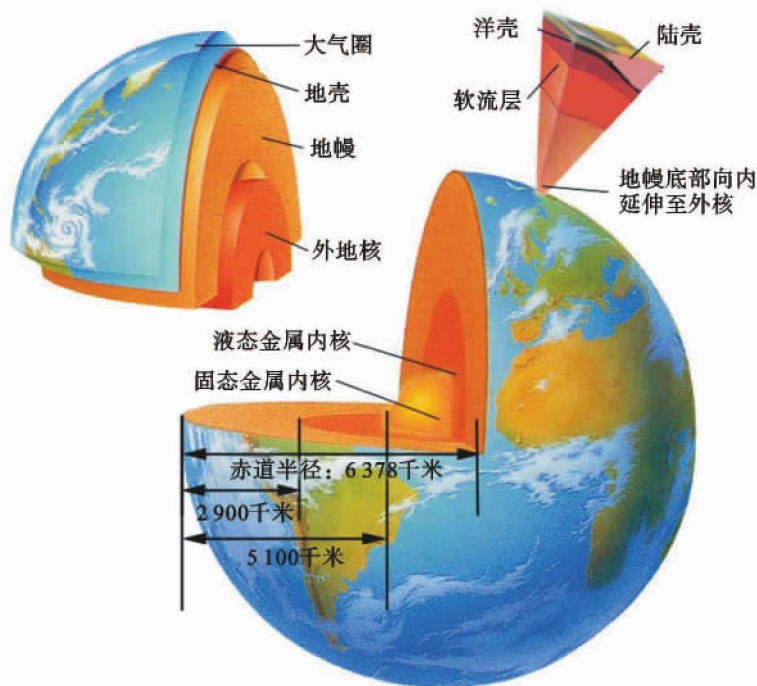 大气圈
地壳
地幔
外地核
洋壳
陆壳
软流层
地幔底部向内
延伸至外核
液态金属内核
固态金属内核
赤道半径：6 378千米
2 900千米
5 100千米